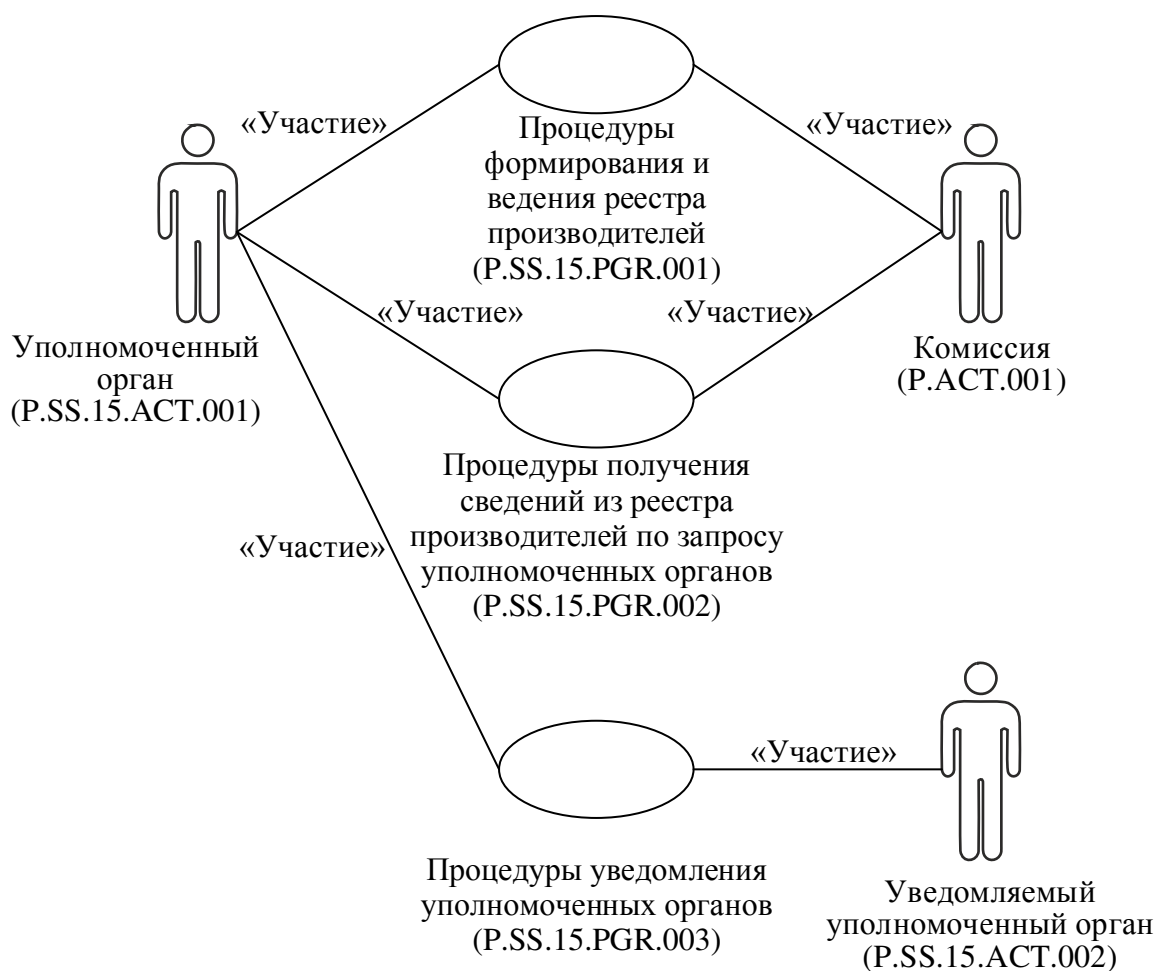 «Участие»
«Участие»
Процедуры
формирования и
ведения реестра
производителей
(P.SS.15.PGR.001)
«Участие»
«Участие»
Уполномоченный
орган
(P.SS.15.ACT.001)
Комиссия
(P.ACT.001)
Процедуры получения
сведений из реестра
производителей по запросу
уполномоченных органов
(P.SS.15.PGR.002)
«Участие»
«Участие»
Процедуры уведомления
уполномоченных органов
(P.SS.15.PGR.003)
Уведомляемый
уполномоченный орган
(P.SS.15.ACT.002)